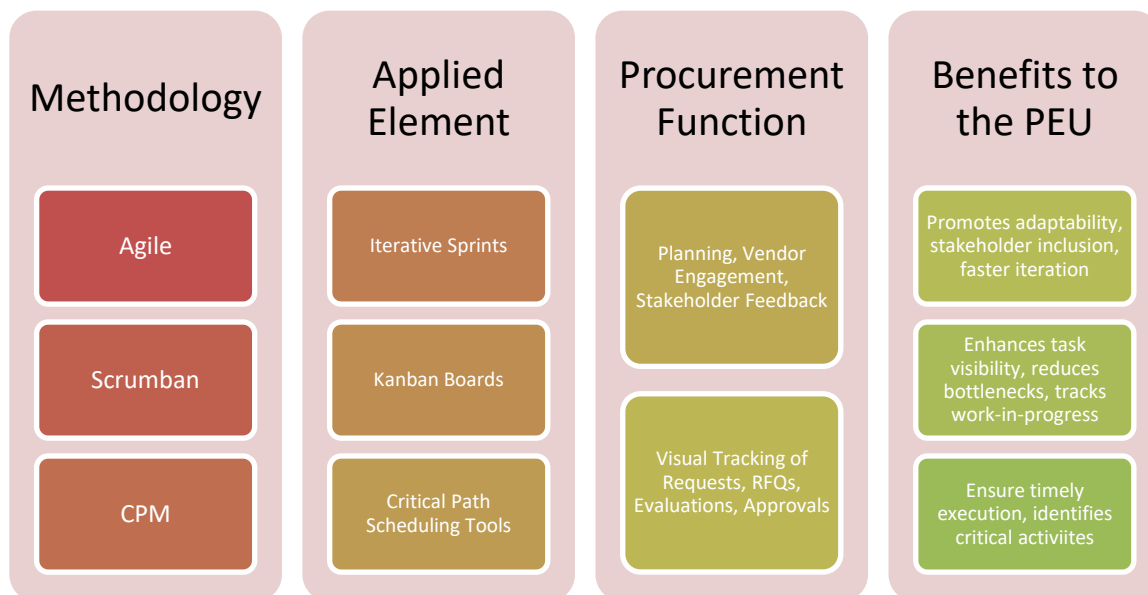 Methodology
Agile
Scrumban
CPM
Applied
Element
Iterative Sprints
Kanban Boards
Critical Path
Scheduling Tools
Procurement
Function
Planning, Vendor
Engagement,
Stakeholder Feedback
Visual Tracking of
Requests, RFQs,
Evaluations, Approvals
Benefits to
the PEU
Promotes adaptability,
stakeholder inclusion,
faster iteration
Enhances task
visibility, reduces
bottlenecks, tracks
work-in-progress
Ensure timely
execution, identifies
critical activiites